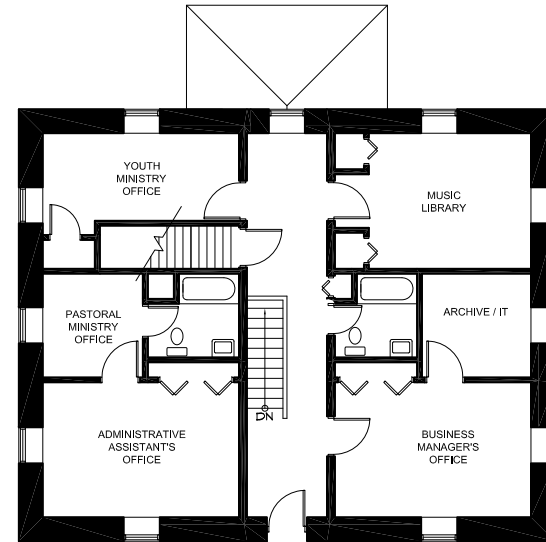 YOUTH
MINISTRY
OFFICE
MUSIC
LIBRARY
PASTORAL
MINISTRY
OFFICE
ARCHIVE / IT
DN
ADMINISTRATIVE
ASSISTANT'S
OFFICE
BUSINESS
MANAGER'S
OFFICE